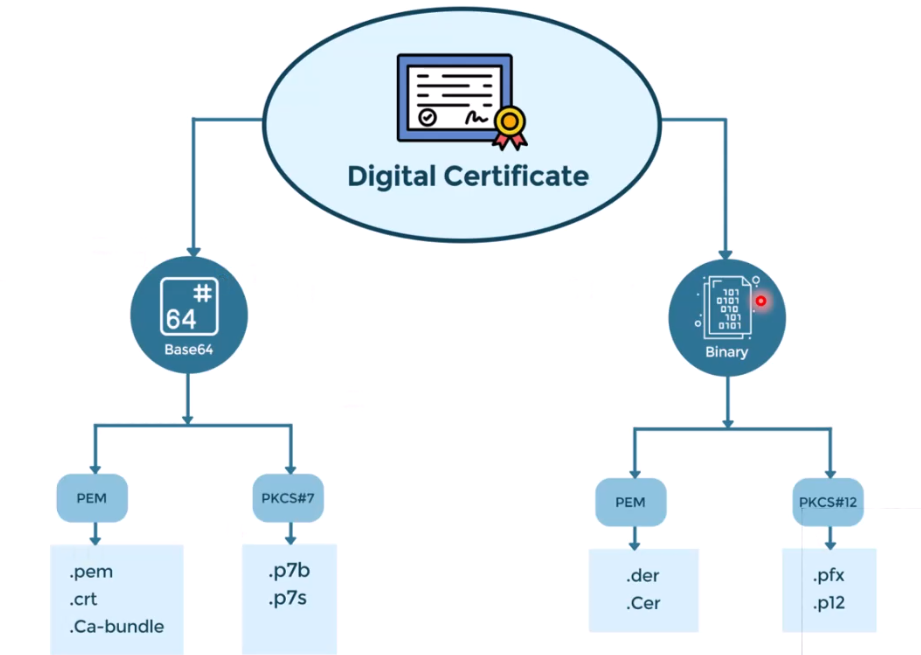 Digital Certificate
#
64
Base64
101
0101
010
101
0101
Binary
PEM
PKCS#7
PEM
PKCS#12
.pem
.crt
.Ca-bundle
.p7b
.p7s
.der
.Cer
.pfx
.p12